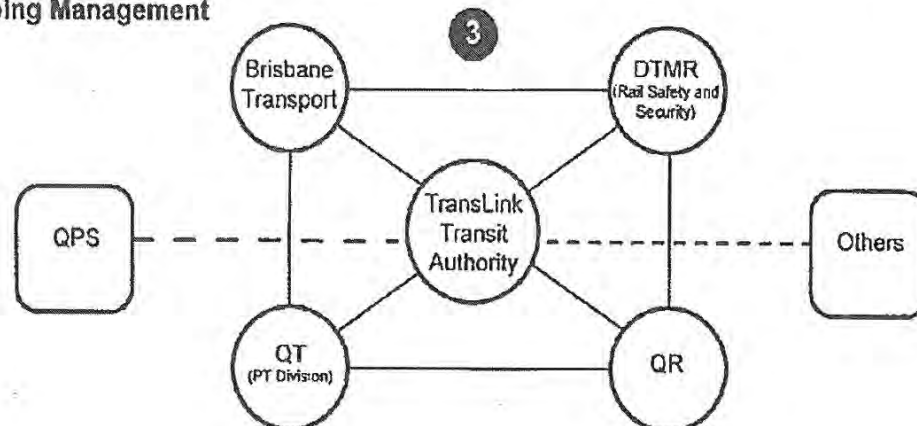 ing Management
3
Brisbane
Transport
DTMR
(Rail Safety and
Security)
TransLink
Transit
Authority
QPS
Others
QT
(PT Division)
QR